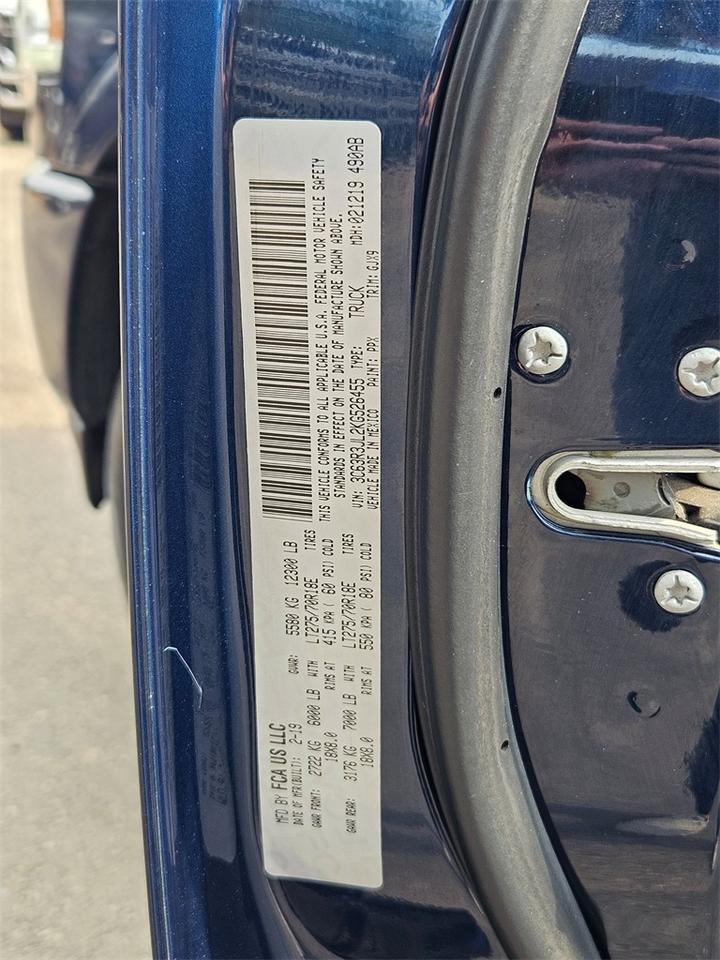 MFD BY FCA US LLC
DATE OF MFR(BUILT): 2-19 GVWR: 5580 KG 12300 LB
GAWR FRONT: 2722 KG 6000 LB WITH LT275/70R18E TIRES
18X8.0 RIMS AT 415 KPA ( 60 PSI) COLD
GAWR REAR: 3176 KG 7000 LB WITH LT275/70R18E TIRES
18X8.0 RIMS AT 550 KPA ( 80 PSI) COLD
THIS VEHICLE CONFORMS TO ALL APPLICABLE U.S.A. FEDERAL MOTOR VEHICLE SAFETY
STANDARDS IN EFFECT ON THE DATE OF MANUFACTURE SHOWN ABOVE.
VIN: 3C63R3JL2KG526455 TYPE: TRUCK MDH:021219 490AB
VEHICLE MADE IN MEXICO PAINT: PPX TRIM: GJX9